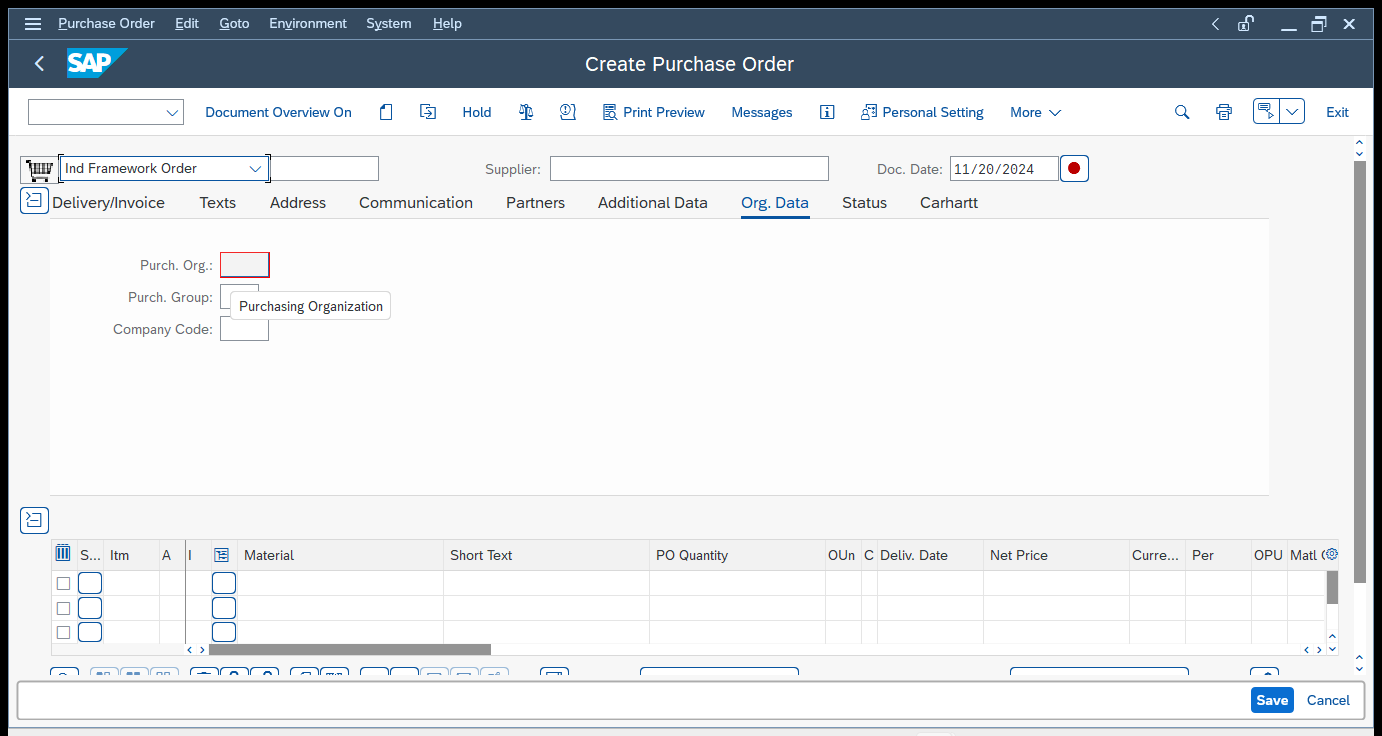 Purchase Order Edit Goto Environment System Help
SAP Create Purchase Order
Document Overview On Hold Print Preview Messages Personal Setting More Exit
Ind Framework Order Supplier: Doc. Date: 11/20/2024
Delivery/Invoice Texts Address Communication Partners Additional Data Org. Data Status Carhartt
Purch. Org.:
Purch. Group:
Purchasing Organization
Company Code:
S... Itm A I Material Short Text PO Quantity OUn C Deliv. Date Net Price Curre... Per OPU Matl
Save Cancel